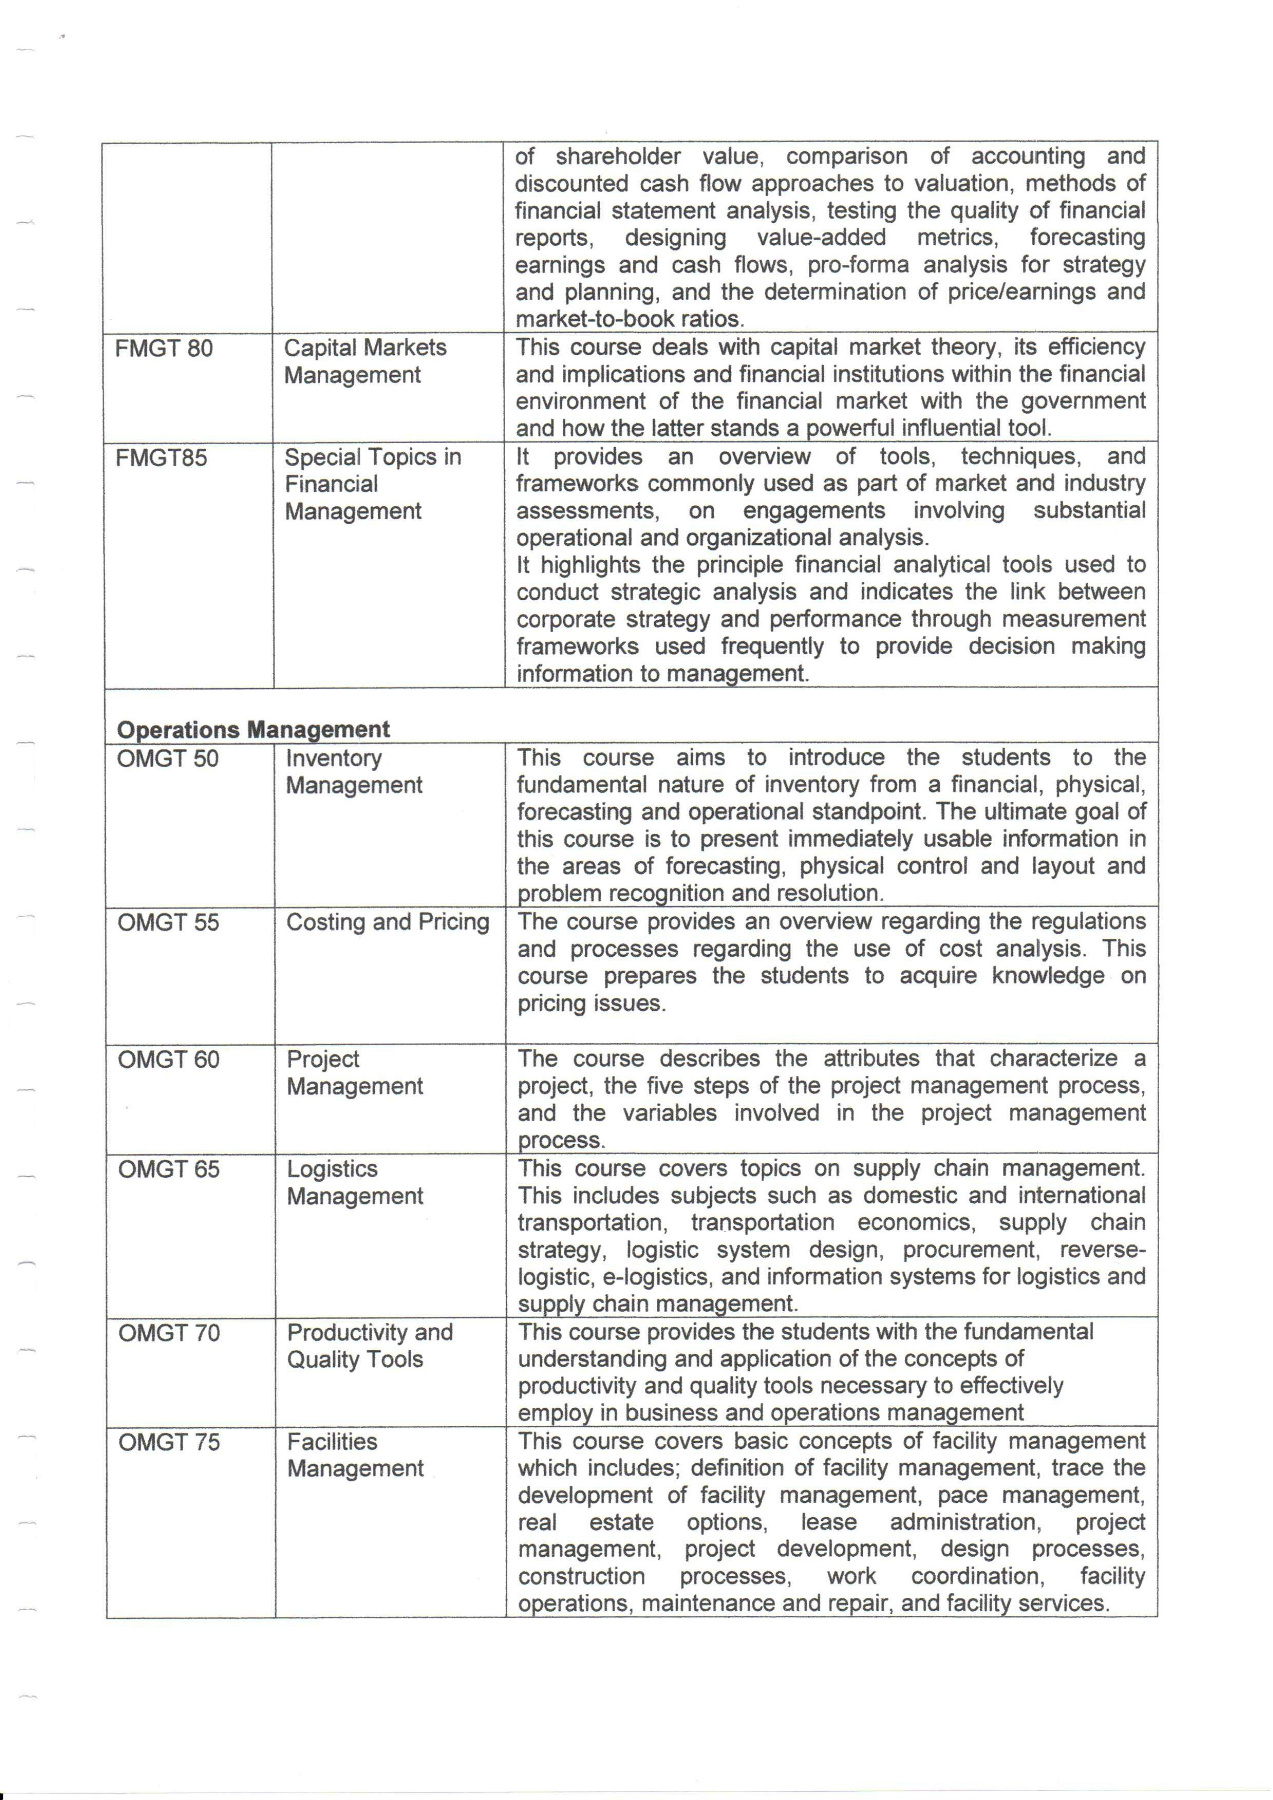 of shareholder value, comparison of accounting and
discounted cash flow approaches to valuation, methods of
financial statement analysis, testing the quality of financial
reports, designing value-added metrics, forecasting
earnings and cash flows, pro-forma analysis for strategy
and planning, and the determination of price/earnings and
market-to-book ratios.
FMGT 80
Capital Markets
Management
This course deals with capital market theory, its efficiency
and implications and financial institutions within the financial
environment of the financial market with the government
and how the latter stands a powerful influential tool.
FMGT85
Special Topics in
Financial
Management
It provides an overview of tools, techniques, and
frameworks commonly used as part of market and industry
assessments, on engagements involving substantial
operational and organizational analysis.
It highlights the principle financial analytical tools used to
conduct strategic analysis and indicates the link between
corporate strategy and performance through measurement
frameworks used frequently to provide decision making
information to management.
Operations Management
OMGT 50
Inventory
Management
This course aims to introduce the students to the
fundamental nature of inventory from a financial, physical,
forecasting and operational standpoint. The ultimate goal of
this course is to present immediately usable information in
the areas of forecasting, physical control and layout and
problem recognition and resolution.
OMGT 55
Costing and Pricing
The course provides an overview regarding the regulations
and processes regarding the use of cost analysis. This
course prepares the students to acquire knowledge on
pricing issues.
OMGT 60
Project
Management
The course describes the attributes that characterize a
project, the five steps of the project management process,
and the variables involved in the project management
process.
OMGT 65
Logistics
Management
This course covers topics on supply chain management.
This includes subjects such as domestic and international
transportation, transportation economics, supply chain
strategy, logistic system design, procurement, reverse-
logistic, e-logistics, and information systems for logistics and
supply chain management.
OMGT 70
Productivity and
Quality Tools
This course provides the students with the fundamental
understanding and application of the concepts of
productivity and quality tools necessary to effectively
employ in business and operations management
OMGT 75
Facilities
Management
This course covers basic concepts of facility management
which includes; definition of facility management, trace the
development of facility management, pace management,
real estate options, lease administration, project
management, project development, design processes,
construction processes, work coordination, facility
operations, maintenance and repair, and facility services.